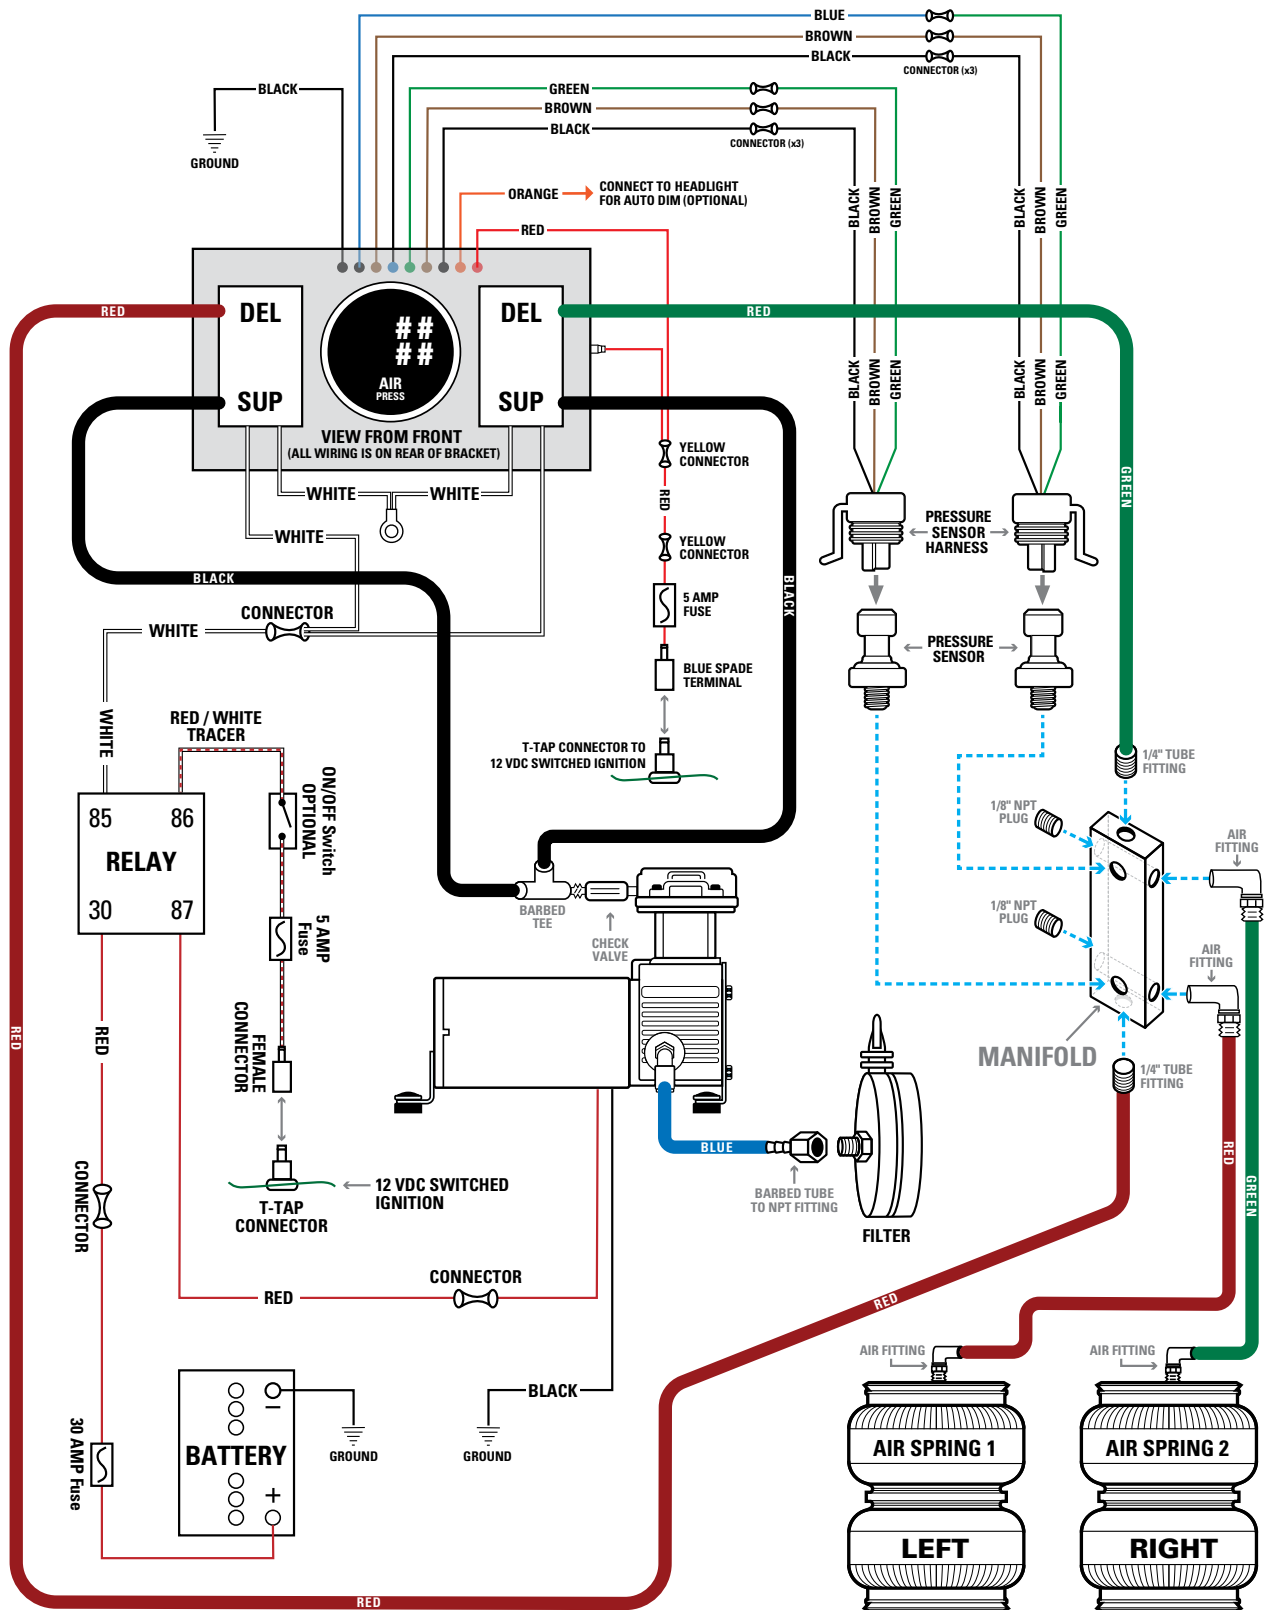 BLUE
BROWN
BLACK
CONNECTOR (x3)
BLACK
GROUND
GREEN
BROWN
BLACK
CONNECTOR (x3)
ORANGE
CONNECT TO HEADLIGHT
FOR AUTO DIM (OPTIONAL)
RED
BLACK
BROWN
GREEN
BLACK
BROWN
GREEN
RED
DEL
SUP
##
##
AIR
PRESS
DEL
SUP
RED
VIEW FROM FRONT
(ALL WIRING IS ON REAR OF BRACKET)
BLACK
BROWN
GREEN
BLACK
BROWN
GREEN
YELLOW
CONNECTOR
RED
YELLOW
CONNECTOR
WHITE
WHITE
WHITE
BLACK
BLACK
GREEN
PRESSURE
SENSOR
HARNESS
5 AMP
FUSE
CONNECTOR
WHITE
PRESSURE
SENSOR
BLUE SPADE
TERMINAL
WHITE
RED / WHITE
TRACER
T-TAP CONNECTOR TO
12 VDC SWITCHED IGNITION
1/4" TUBE
FITTING
ON/OFF Switch
OPTIONAL
85
86
RELAY
30
87
1/8" NPT
PLUG
AIR
FITTING
1/8" NPT
PLUG
AIR
FITTING
BARBED
TEE
CHECK
VALVE
5 AMP
Fuse
RED
RED
FEMALE
CONNECTOR
MANIFOLD
1/4" TUBE
FITTING
BLUE
BARBED TUBE
TO NPT FITTING
FILTER
RED
GREEN
CONNECTOR
12 VDC SWITCHED
IGNITION
T-TAP
CONNECTOR
RED
CONNECTOR
RED
AIR FITTING
AIR FITTING
BLACK
GROUND
GROUND
30 AMP Fuse
BATTERY
–
+
AIR SPRING 1
LEFT
AIR SPRING 2
RIGHT
RED